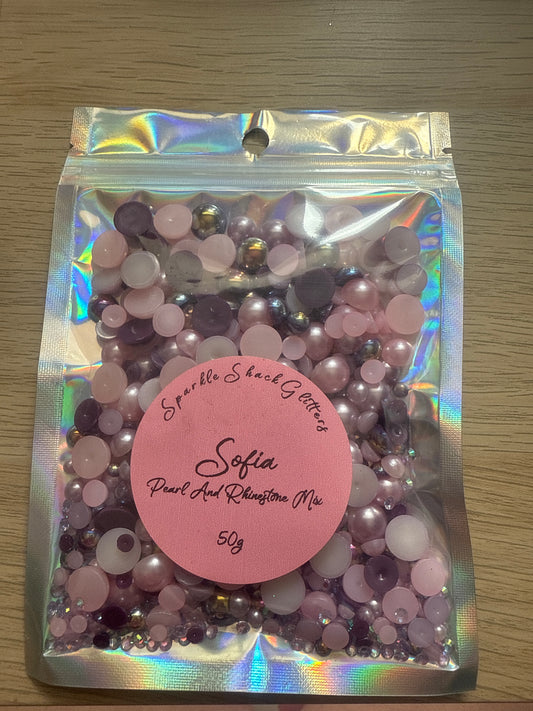 Sparkle Shack Glitters
Sofia
Pearl And Rhinestone Mix
50g